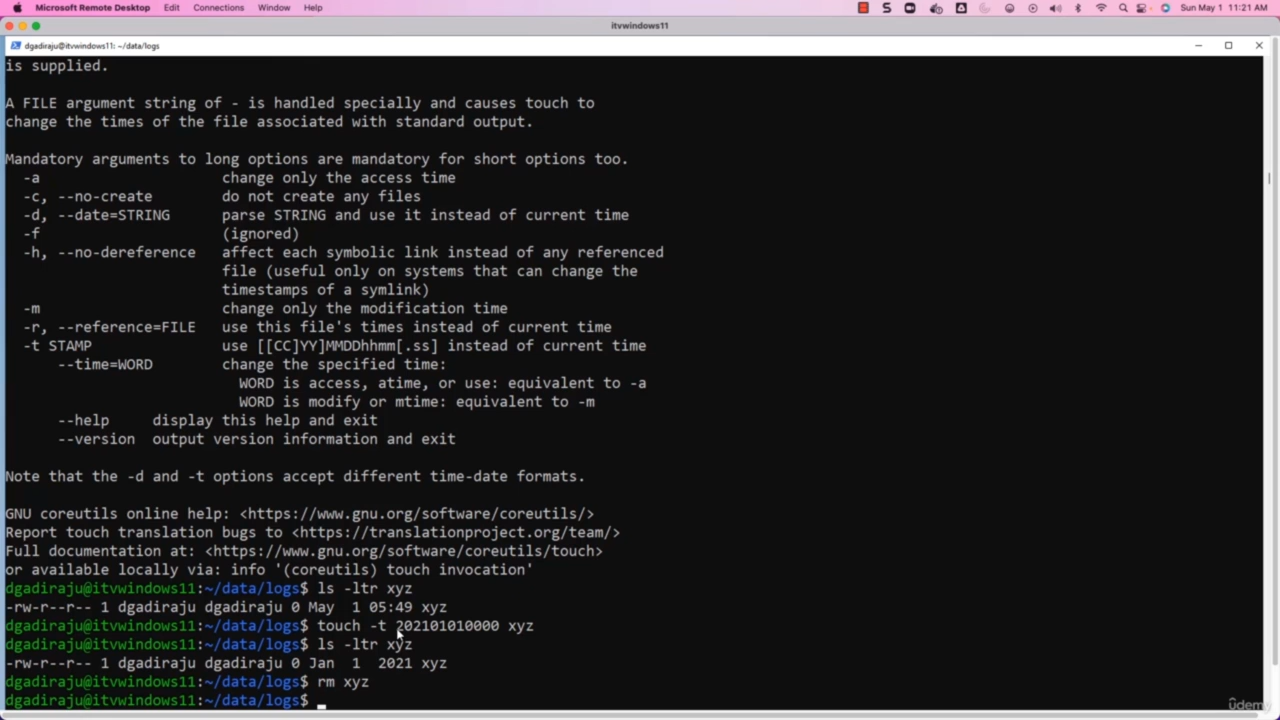 Microsoft Remote Desktop Edit Connections Window Help Sun May 1 11:21 AM
itvwindows11
dgadiraju@itvwindows11: ~/data/logs
is supplied.
A FILE argument string of - is handled specially and causes touch to
change the times of the file associated with standard output.
Mandatory arguments to long options are mandatory for short options too.
-a change only the access time
-c, --no-create do not create any files
-d, --date=STRING parse STRING and use it instead of current time
-f (ignored)
-h, --no-dereference affect each symbolic link instead of any referenced
file (useful only on systems that can change the
timestamps of a symlink)
-m change only the modification time
-r, --reference=FILE use this file's times instead of current time
-t STAMP use [[CC]YY]MMDDhhmm[.ss] instead of current time
--time=WORD change the specified time:
WORD is access, atime, or use: equivalent to -a
WORD is modify or mtime: equivalent to -m
--help display this help and exit
--version output version information and exit
Note that the -d and -t options accept different time-date formats.
GNU coreutils online help: <https://www.gnu.org/software/coreutils/>
Report touch translation bugs to <https://translationproject.org/team/>
Full documentation at: <https://www.gnu.org/software/coreutils/touch>
or available locally via: info '(coreutils) touch invocation'
dgadiraju@itvwindows11:~/data/logs$ ls -ltr xyz
-rw-r--r-- 1 dgadiraju dgadiraju 0 May  1 05:49 xyz
dgadiraju@itvwindows11:~/data/logs$ touch -t 202101010000 xyz
dgadiraju@itvwindows11:~/data/logs$ ls -ltr xyz
-rw-r--r-- 1 dgadiraju dgadiraju 0 Jan  1  2021 xyz
dgadiraju@itvwindows11:~/data/logs$ rm xyz
dgadiraju@itvwindows11:~/data/logs$
udemy